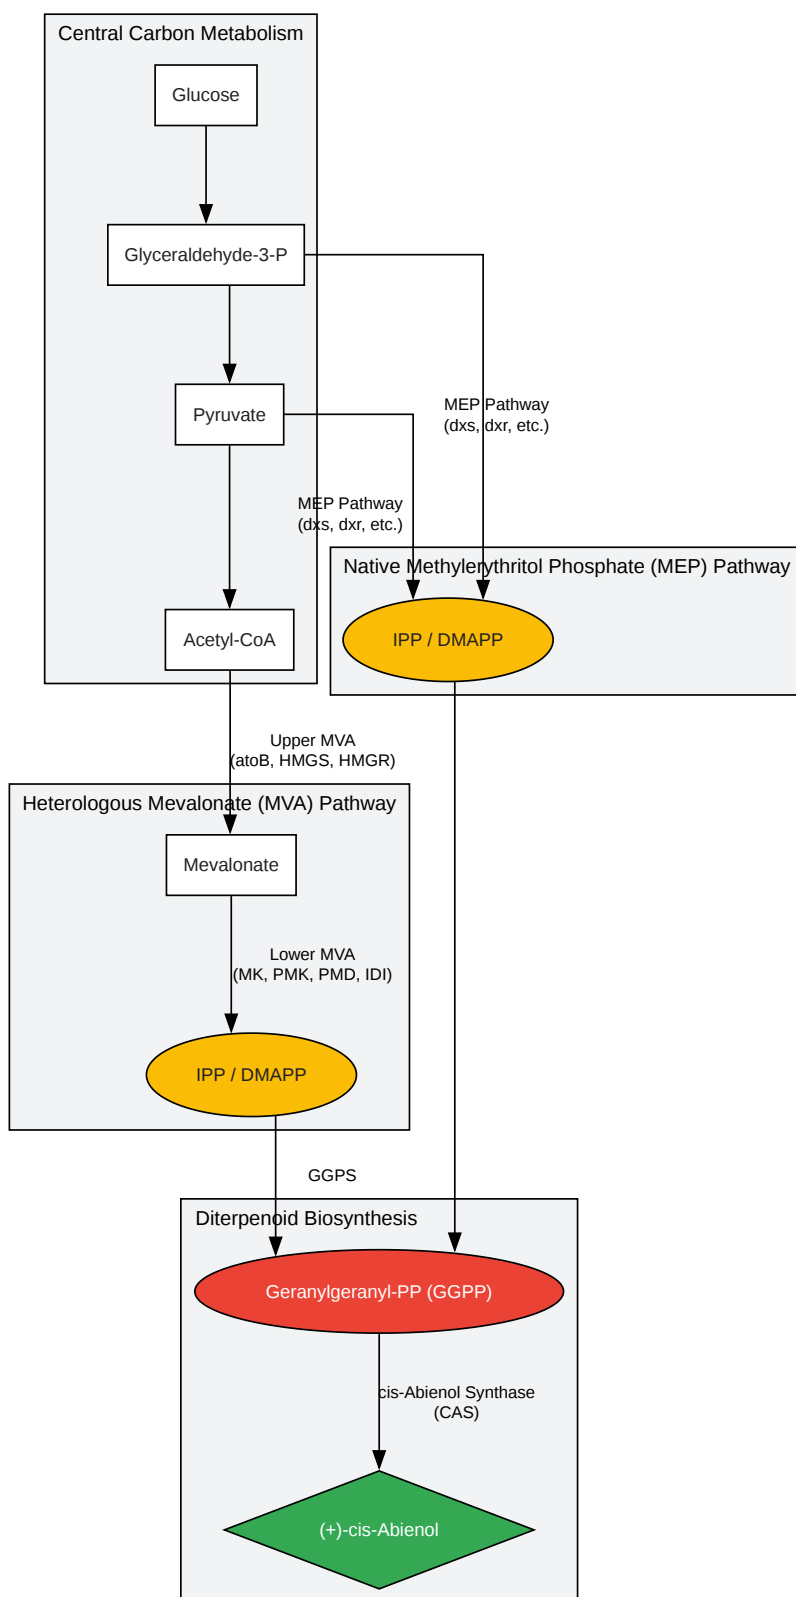 Central Carbon Metabolism
Glucose
Glyceraldehyde-3-P
Pyruvate
MEP Pathway
(dxs, dxr, etc.)
MEP Pathway
(dxs, dxr, etc.)
Native Methylerythritol Phosphate (MEP) Pathway
Acetyl-CoA
IPP / DMAPP
Upper MVA
(atoB, HMGS, HMGR)
Heterologous Mevalonate (MVA) Pathway
Mevalonate
Lower MVA
(MK, PMK, PMD, IDI)
IPP / DMAPP
GGPS
Diterpenoid Biosynthesis
Geranylgeranyl-PP (GGPP)
cis-Abienol Synthase
(CAS)
(+)-cis-Abienol